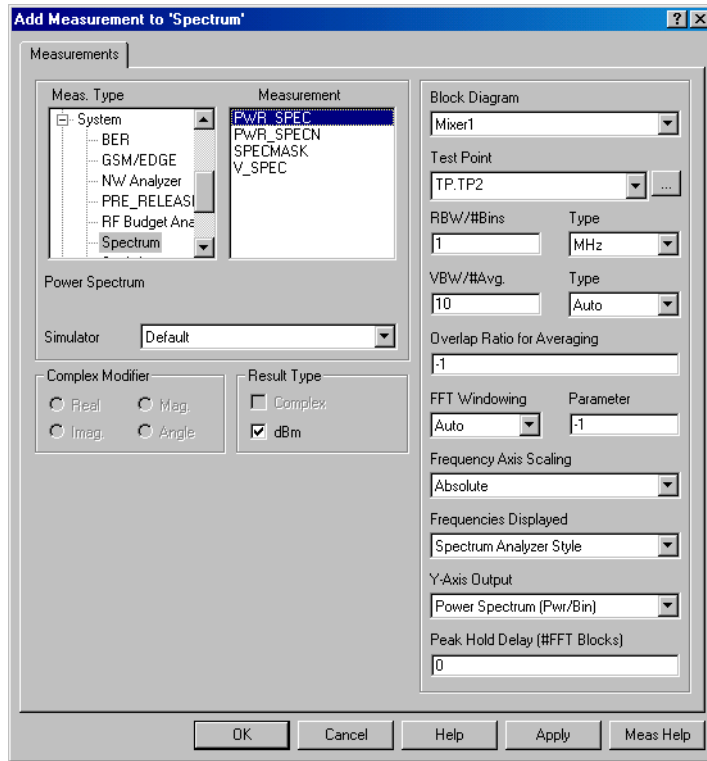 Add Measurement to 'Spectrum'
Measurements
Meas. Type
System
BER
GSM/EDGE
NW Analyzer
PRE_RELEASI
RF Budget Ana
Spectrum
Measurement
PWR_SPEC
PWR_SPECN
SPECMASK
V_SPEC
Power Spectrum
Simulator
Default
Complex Modifier
Real
Mag.
Imag.
Angle
Result Type
Complex
dBm
Block Diagram
Mixer1
Test Point
TP.TP2
...
RBW/#Bins
Type
1
MHz
VBW/#Avg.
Type
10
Auto
Overlap Ratio for Averaging
-1
FFT Windowing
Parameter
Auto
-1
Frequency Axis Scaling
Absolute
Frequencies Displayed
Spectrum Analyzer Style
Y-Axis Output
Power Spectrum (Pwr/Bin)
Peak Hold Delay (#FFT Blocks)
0
OK
Cancel
Help
Apply
Meas Help